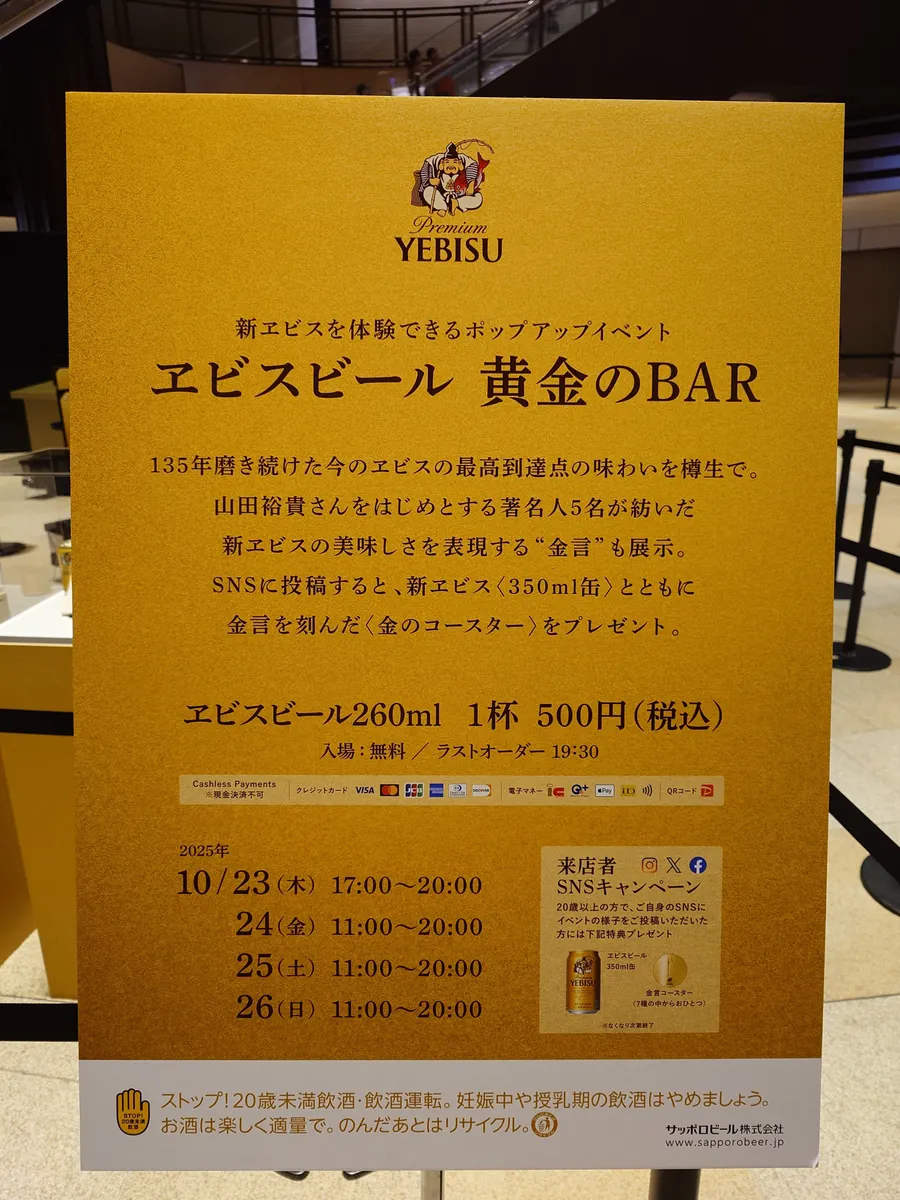 Premium
YEBISU
新ヱビスを体験できるポップアップイベント
ヱビスビール 黄金のBAR
135年磨き続けた今のヱビスの最高到達点の味わいを樽生で。
山田裕貴さんをはじめとする著名人5名が紡いだ
新ヱビスの美味しさを表現する“金言”も展示。
SNSに投稿すると、新ヱビス〈350ml缶〉とともに
金言を刻んだ〈金のコースター〉をプレゼント。
ヱビスビール260ml 1杯 500円(税込)
入場:無料 / ラストオーダー 19:30
Cashless Payments
※現金決済不可
クレジットカード VISA JCB DISCOVER 電子マネー Pay iD QRコード
2025年
10/23(木) 17:00〜20:00
24(金) 11:00〜20:00
25(土) 11:00〜20:00
26(日) 11:00〜20:00
来店者
SNSキャンペーン
20歳以上の方で、ご自身のSNSに
イベントの様子をご投稿いただいた
方には下記特典プレゼント
ヱビスビール
350ml缶
YEBISU
金言コースター
(7種の中からおひとつ)
※なくなり次第終了
STOP!
20歳未満
飲酒
ストップ!20歳未満飲酒・飲酒運転。妊娠中や授乳期の飲酒はやめましょう。
お酒は楽しく適量で。のんだあとはリサイクル。
サッポロビール株式会社
www.sapporobeer.jp